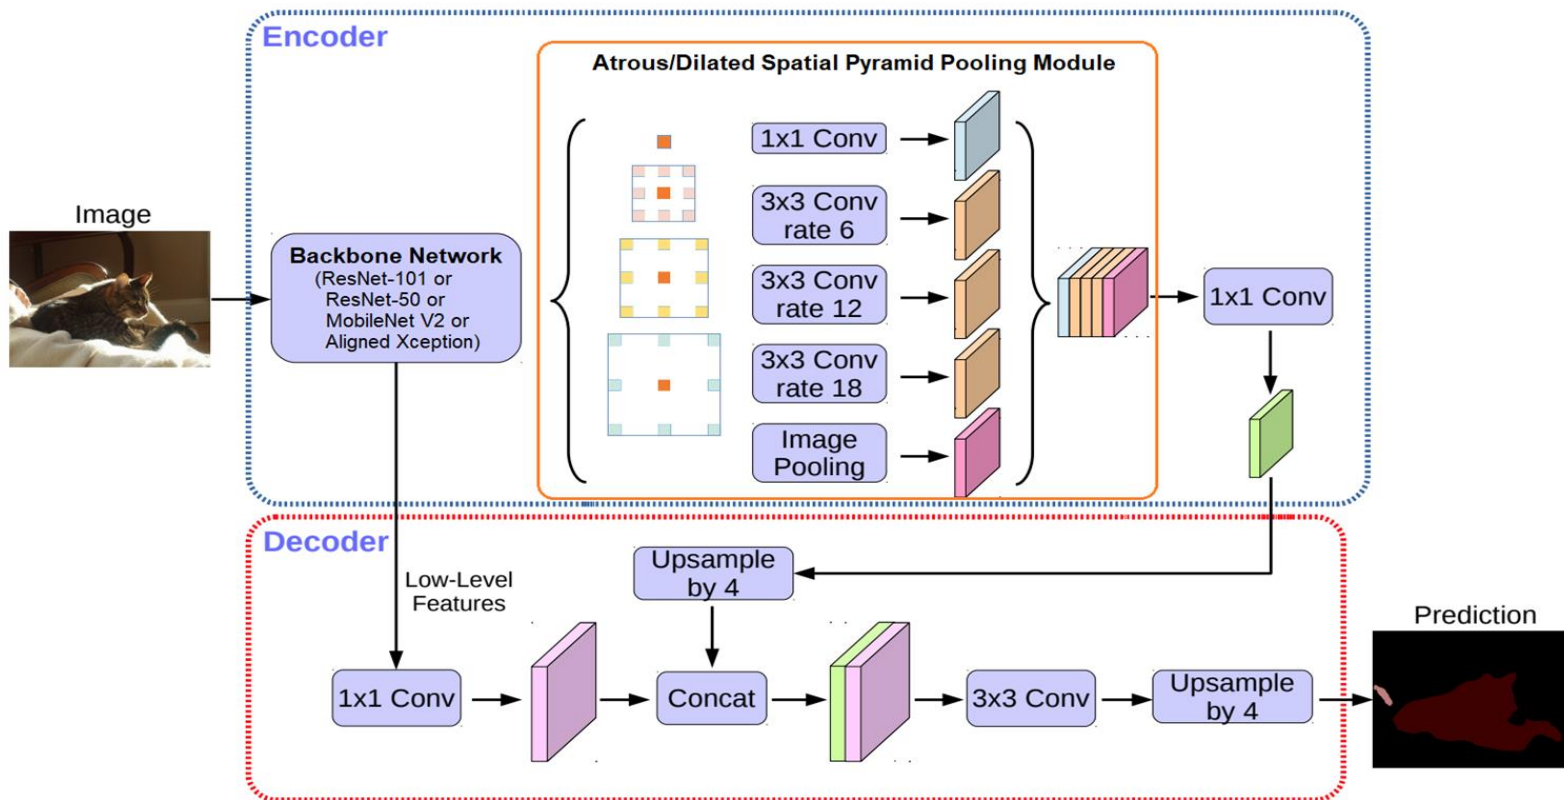 Encoder
Atrous/Dilated Spatial Pyramid Pooling Module
1x1 Conv
3x3 Conv
rate 6
3x3 Conv
rate 12
3x3 Conv
rate 18
Image
Pooling
Image
Backbone Network
(ResNet-101 or
ResNet-50 or
MobileNet V2 or
Aligned Xception)
1x1 Conv
Decoder
Low-Level
Features
Upsample
by 4
1x1 Conv
Concat
3x3 Conv
Upsample
by 4
Prediction